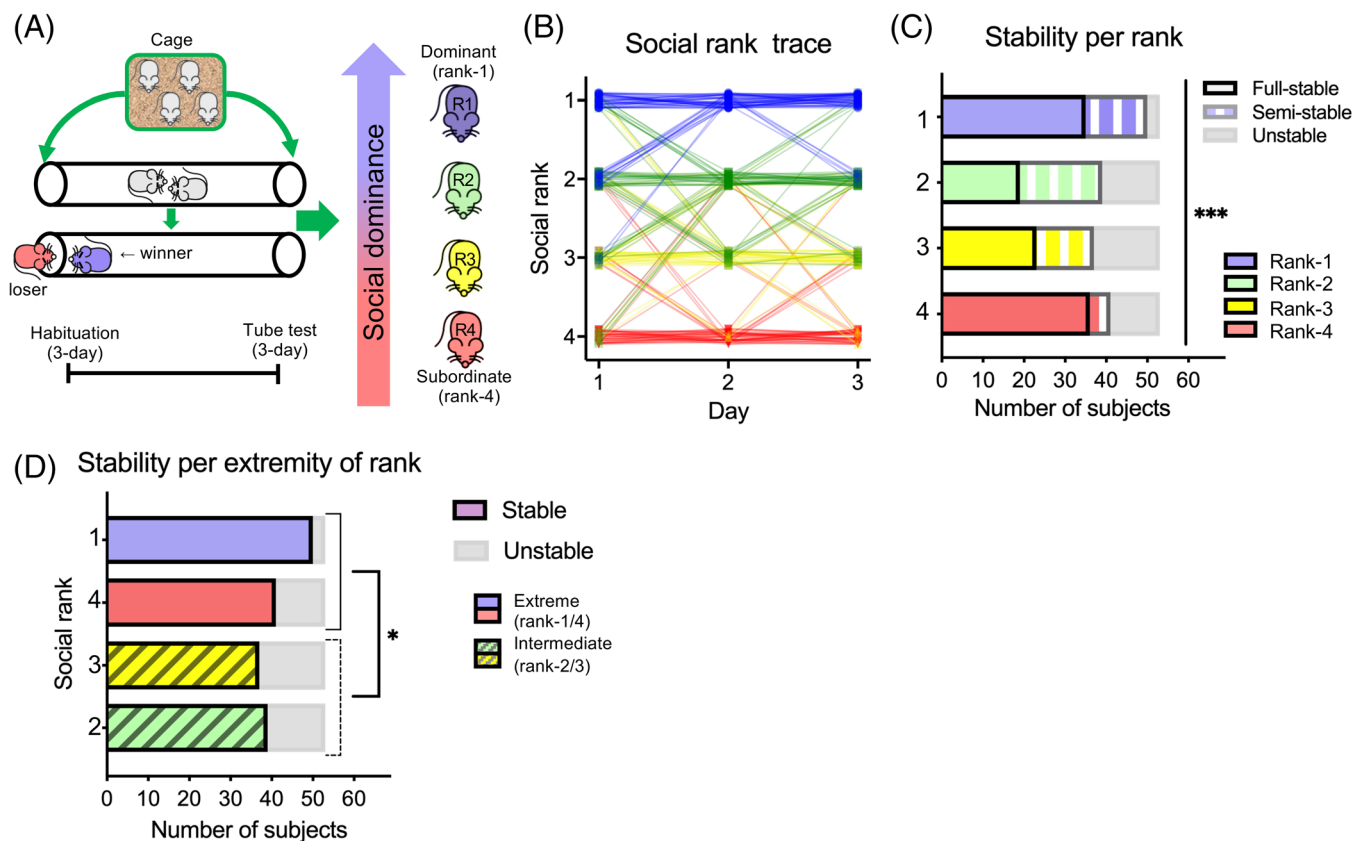 (A)
Cage
winner
loser
Habituation
(3-day)
Tube test
(3-day)
Social dominance
Dominant
(rank-1)
R1
R2
R3
R4
Subordinate
(rank-4)
(B)
Social rank trace
Social rank
1
2
3
4
1 2 3
Day
(C)
Stability per rank
1
2
3
4
0 10 20 30 40 50 60
Number of subjects
***
Full-stable
Semi-stable
Unstable
Rank-1
Rank-2
Rank-3
Rank-4
(D)
Stability per extremity of rank
Social rank
1
4
3
2
0 10 20 30 40 50 60
Number of subjects
*
Stable
Unstable
Extreme
(rank-1/4)
Intermediate
(rank-2/3)